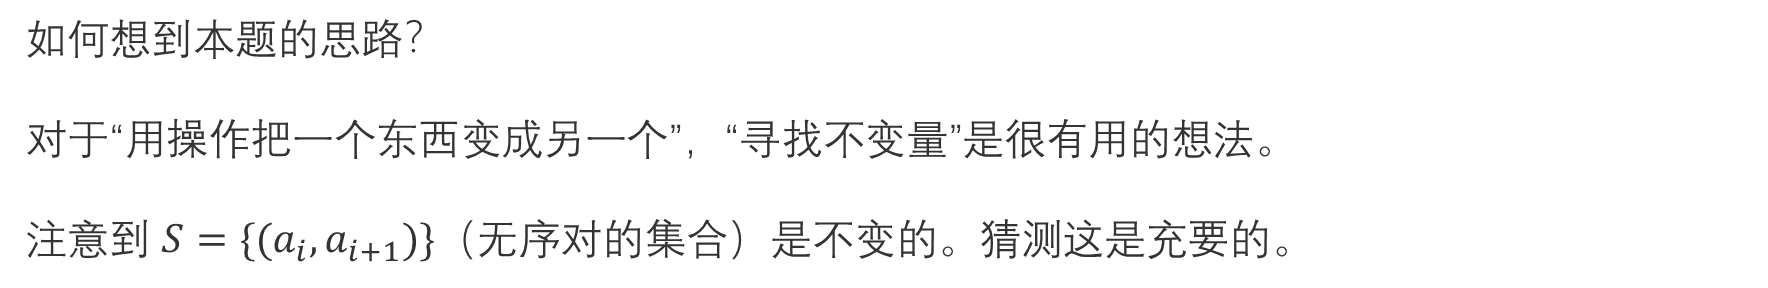 如何想到本题的思路？
对于“用操作把一个东西变成另一个”，“寻找不变量”是很有用的想法。
注意到 S = {(a_i, a_{i+1})}（无序对的集合）是不变的。猜测这是充要的。